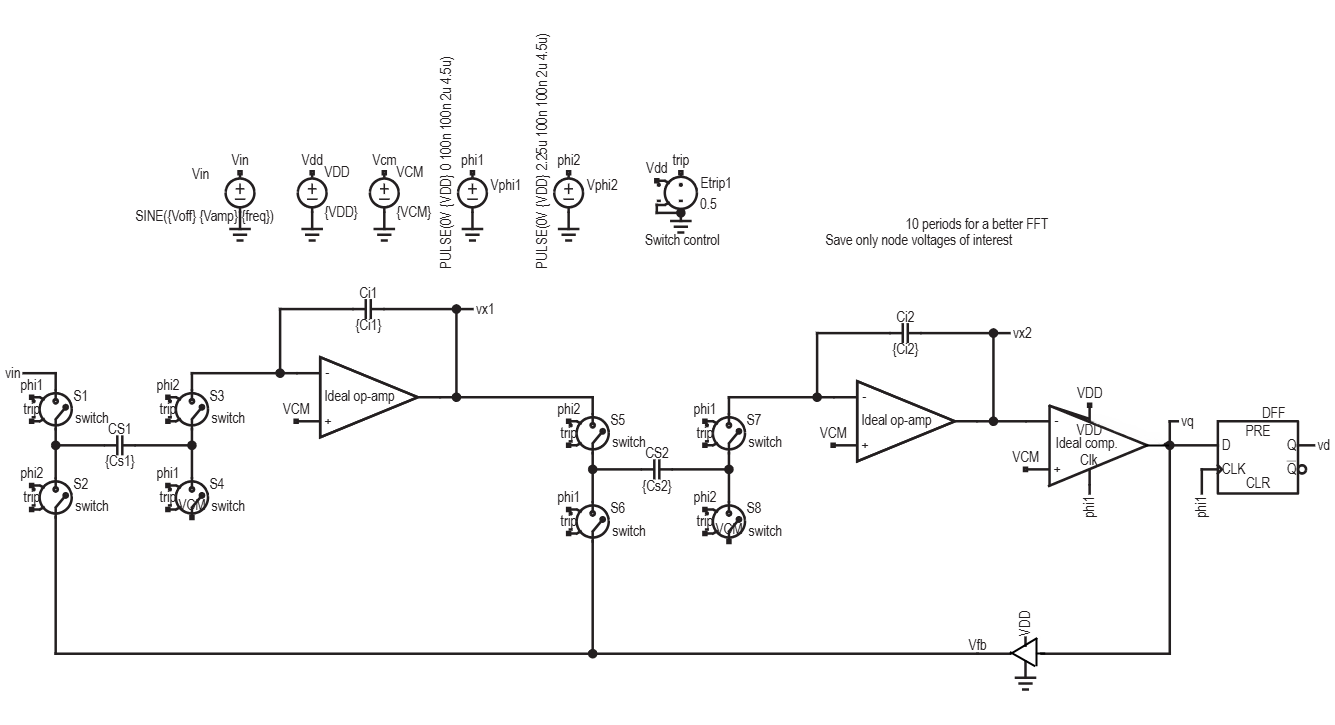 PULSE(0V {VDD} 0 100n 100n 2u 4.5u)
PULSE(0V {VDD} 2.25u 100n 100n 2u 4.5u)
Vin
Vin
SINE({Voff} {Vamp} {freq})
Vdd
VDD
{VDD}
Vcm
VCM
{VCM}
phi1
Vphi1
phi2
Vphi2
Vdd
trip
Etrip1
0.5
Switch control
10 periods for a better FFT
Save only node voltages of interest
Ci1
{Ci1}
vx1
Ci2
{Ci2}
vx2
vin
phi1
trip
S1
switch
phi2
trip
S3
switch
-
Ideal op-amp
+
VCM
CS1
{Cs1}
phi2
trip
S2
switch
phi1
trip
VCM
S4
switch
phi2
trip
S5
switch
phi1
trip
S7
switch
-
Ideal op-amp
+
VCM
CS2
{Cs2}
phi1
trip
S6
switch
phi2
trip
VCM
S8
switch
VDD
VDD
-
Ideal comp.
Clk
+
VCM
phi1
vq
DFF
PRE
D
Q
vd
CLK
Q
CLR
phi1
Vfb
VDD